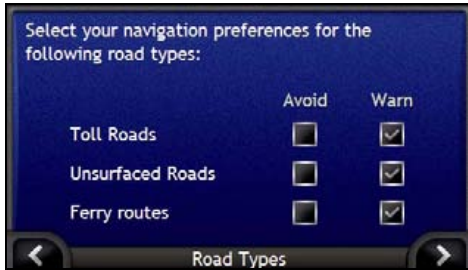 Select your navigation preferences for the
following road types:
Avoid Warn
Toll Roads
Unsurfaced Roads
Ferry routes
Road Types